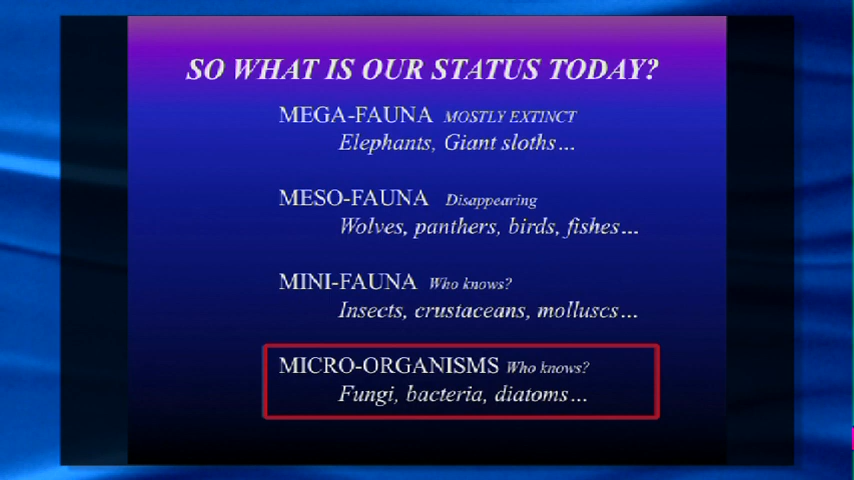 SO WHAT IS OUR STATUS TODAY?
MEGA-FAUNA MOSTLY EXTINCT
Elephants, Giant sloths...
MESO-FAUNA Disappearing
Wolves, panthers, birds, fishes...
MINI-FAUNA Who knows?
Insects, crustaceans, molluscs...
MICRO-ORGANISMS Who knows?
Fungi, bacteria, diatoms...